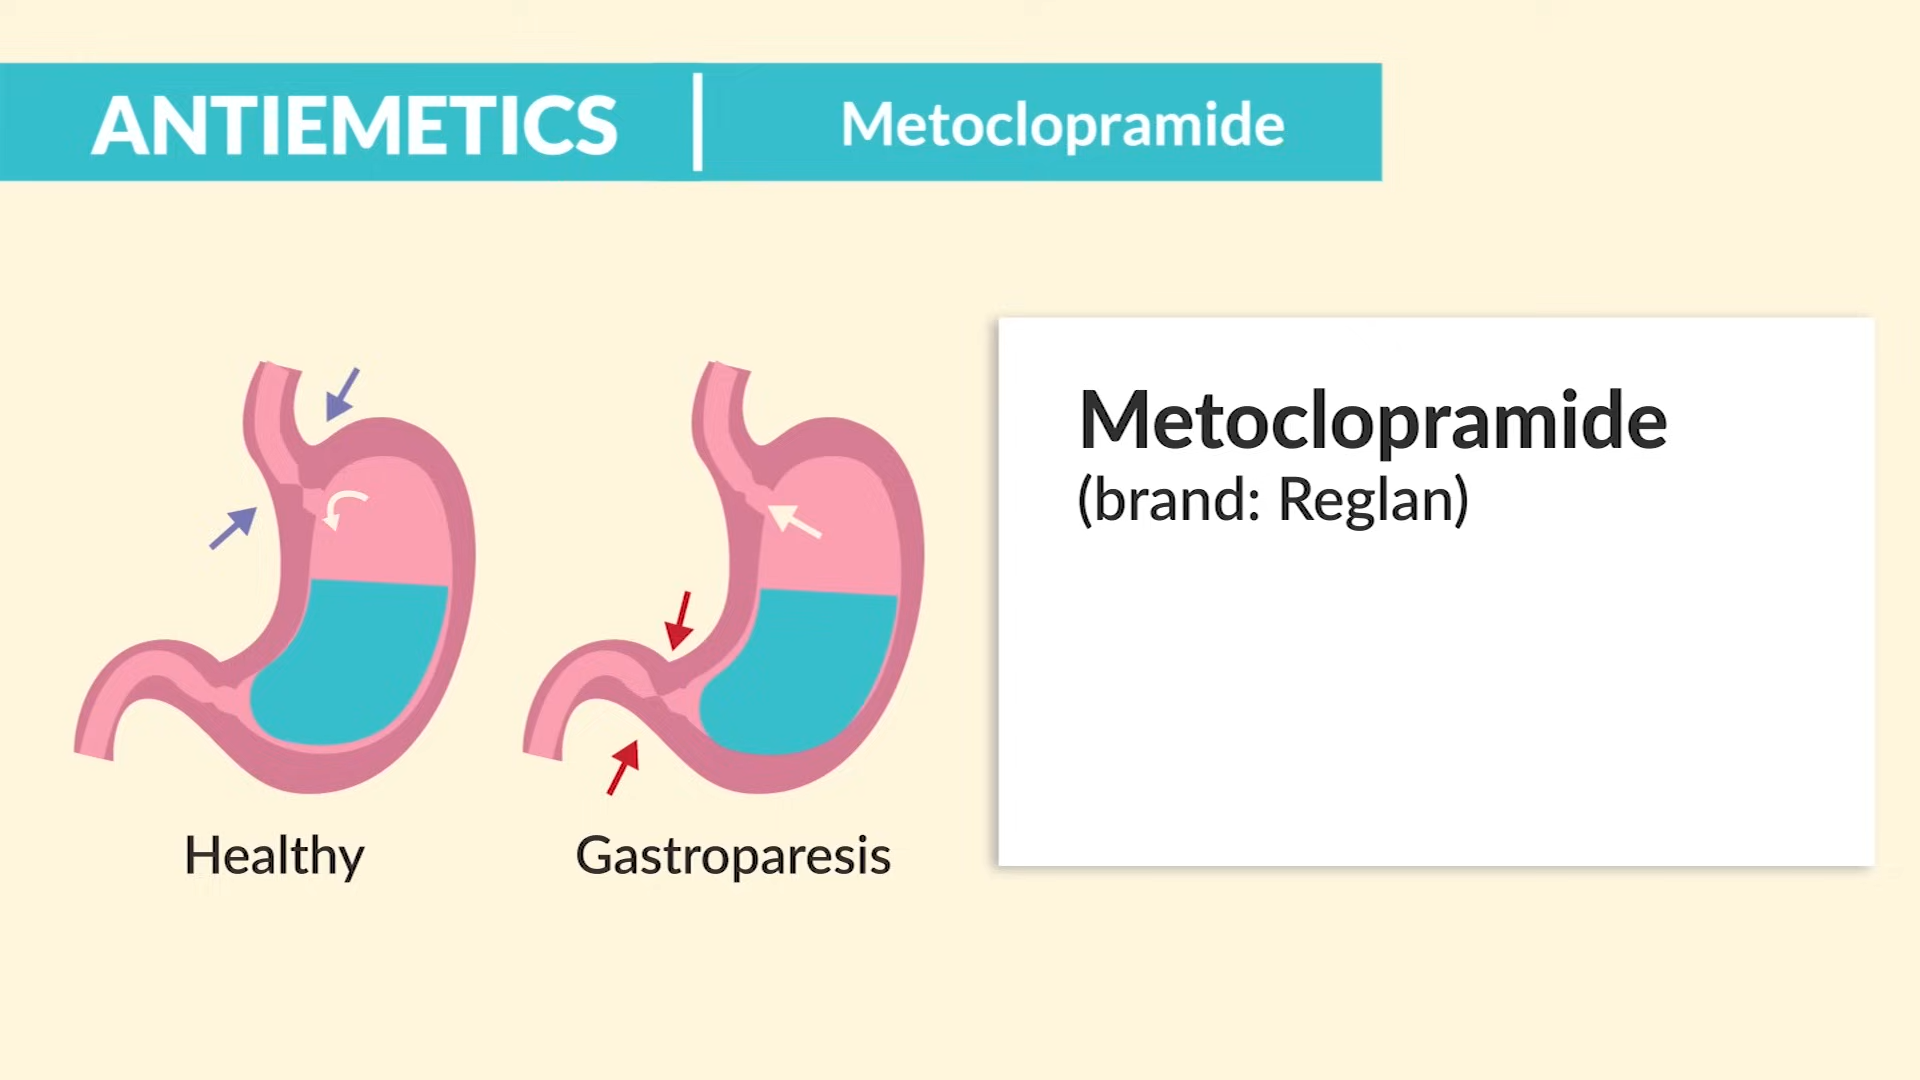 ANTIEMETICS | Metoclopramide
Metoclopramide
(brand: Reglan)
Healthy
Gastroparesis